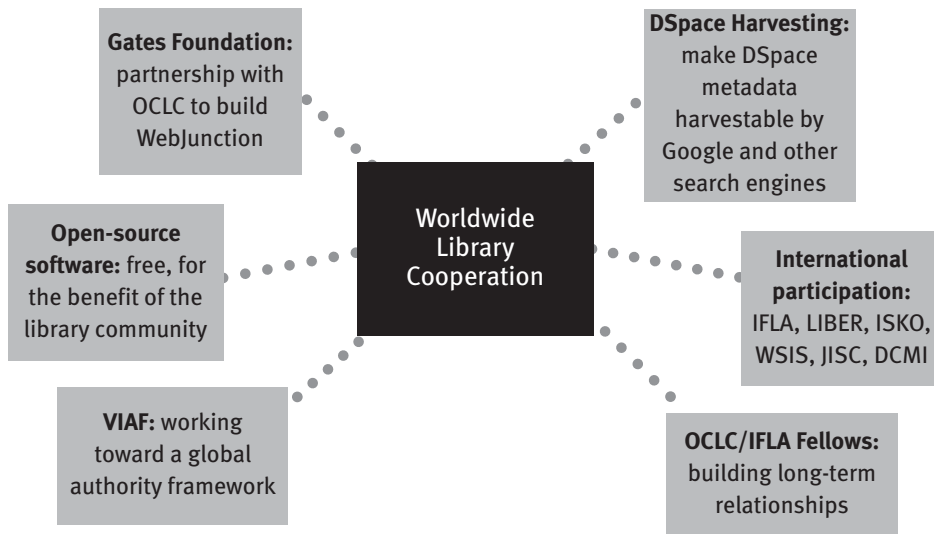 Gates Foundation:
partnership with
OCLC to build
WebJunction
DSpace Harvesting:
make DSpace
metadata
harvestable by
Google and other
search engines
Worldwide
Library
Cooperation
Open-source
software: free, for
the benefit of the
library community
International
participation:
IFLA, LIBER, ISKO,
WSIS, JISC, DCMI
VIAF: working
toward a global
authority framework
OCLC/IFLA Fellows:
building long-term
relationships